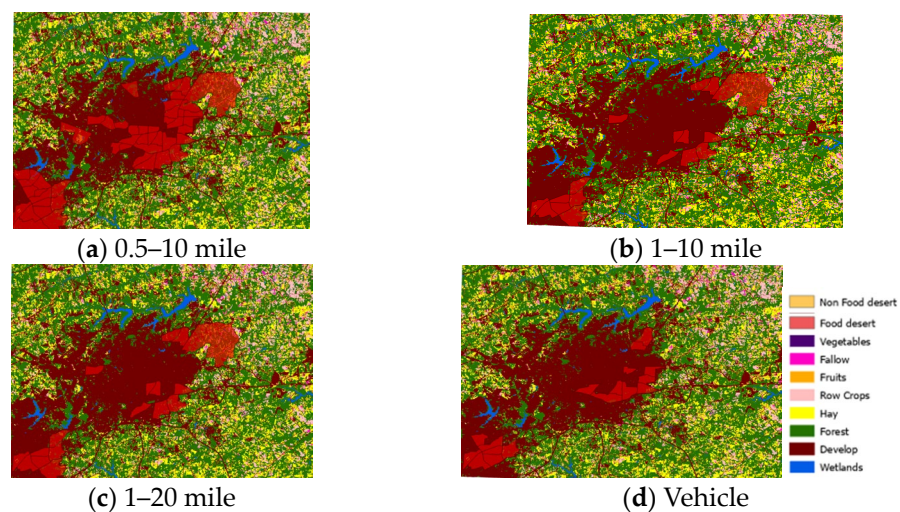 (a) 0.5–10 mile
(b) 1–10 mile
(c) 1–20 mile
(d) Vehicle
Non Food desert
Food desert
Vegetables
Fallow
Fruits
Row Crops
Hay
Forest
Develop
Wetlands